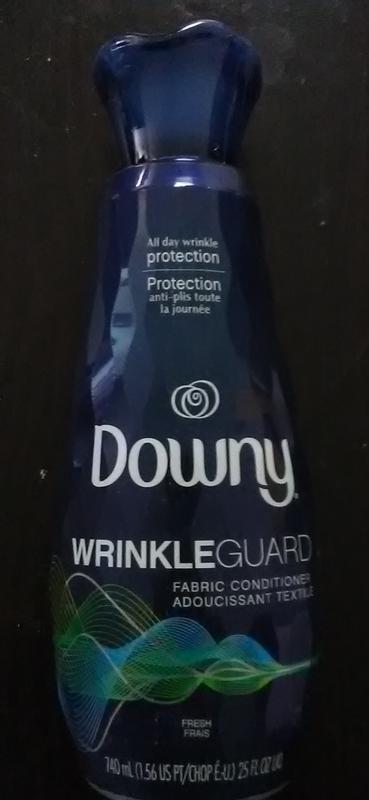 All day wrinkle
protection
Protection
anti-plis toute
la journée
Downy
WRINKLEGUARD
FABRIC CONDITIONER
ADOUCISSANT TEXTILE
FRESH
FRAIS
740 mL (1.56 US PT/CHOP É-U) 25 FL OZ LIQ